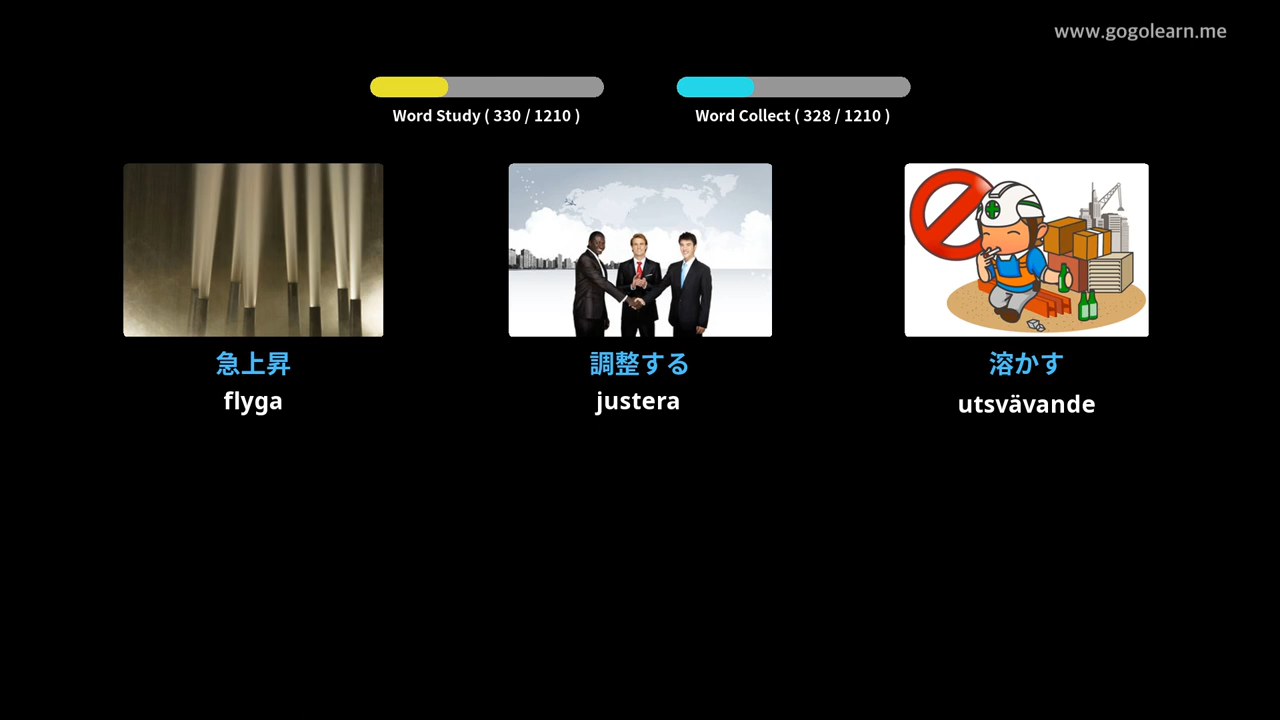 www.gogolearn.me
Word Study ( 330 / 1210 )
Word Collect ( 328 / 1210 )
急上昇
flyga
調整する
justera
溶かす
utsvävande